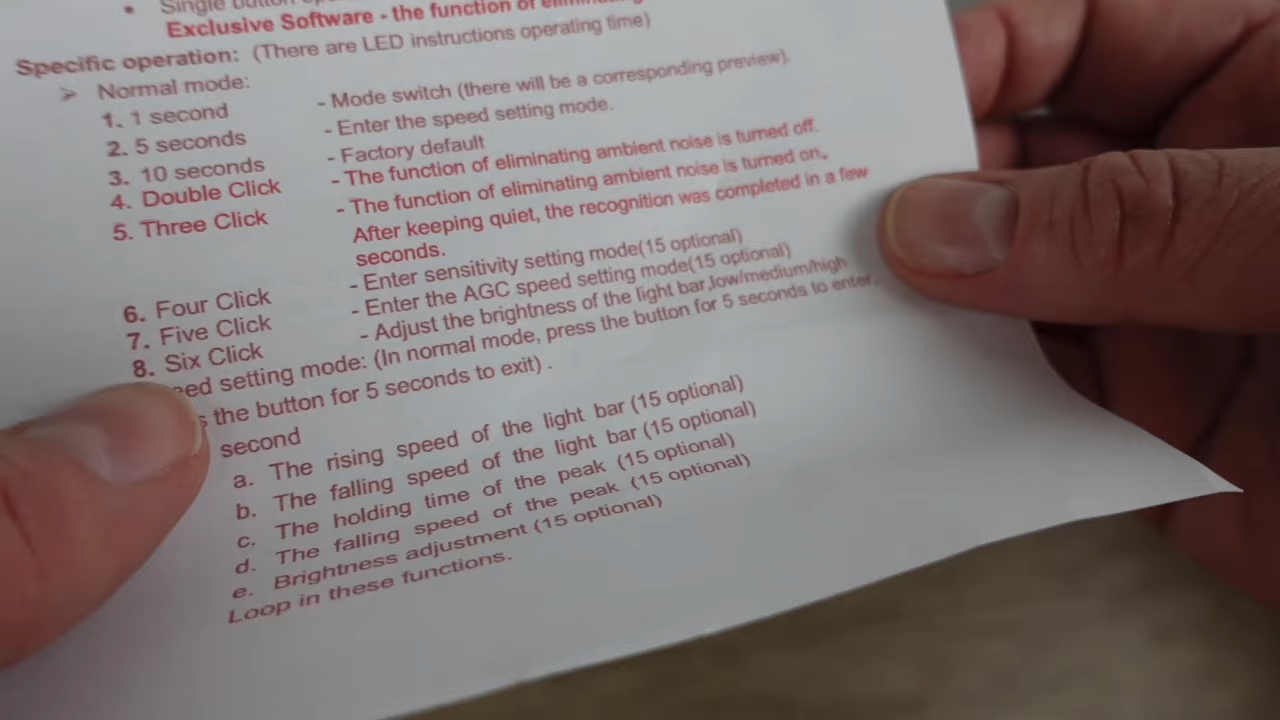 • Single button
Exclusive Software - the function of
Specific operation: (There are LED instructions operating time)
➢ Normal mode:
1. 1 second - Mode switch (there will be a corresponding preview)
2. 5 seconds - Enter the speed setting mode.
3. 10 seconds - Factory default
4. Double Click - The function of eliminating ambient noise is turned off.
5. Three Click - The function of eliminating ambient noise is turned on.
After keeping quiet, the recognition was completed in a few
seconds.
6. Four Click - Enter sensitivity setting mode(15 optional)
7. Five Click - Enter the AGC speed setting mode(15 optional)
8. Six Click - Adjust the brightness of the light bar,low/medium/high
setting mode: (In normal mode, press the button for 5 seconds to enter,
the button for 5 seconds to exit) .
second
a. The rising speed of the light bar (15 optional)
b. The falling speed of the light bar (15 optional)
c. The holding time of the peak (15 optional)
d. The falling speed of the peak (15 optional)
e. Brightness adjustment (15 optional)
Loop in these functions.